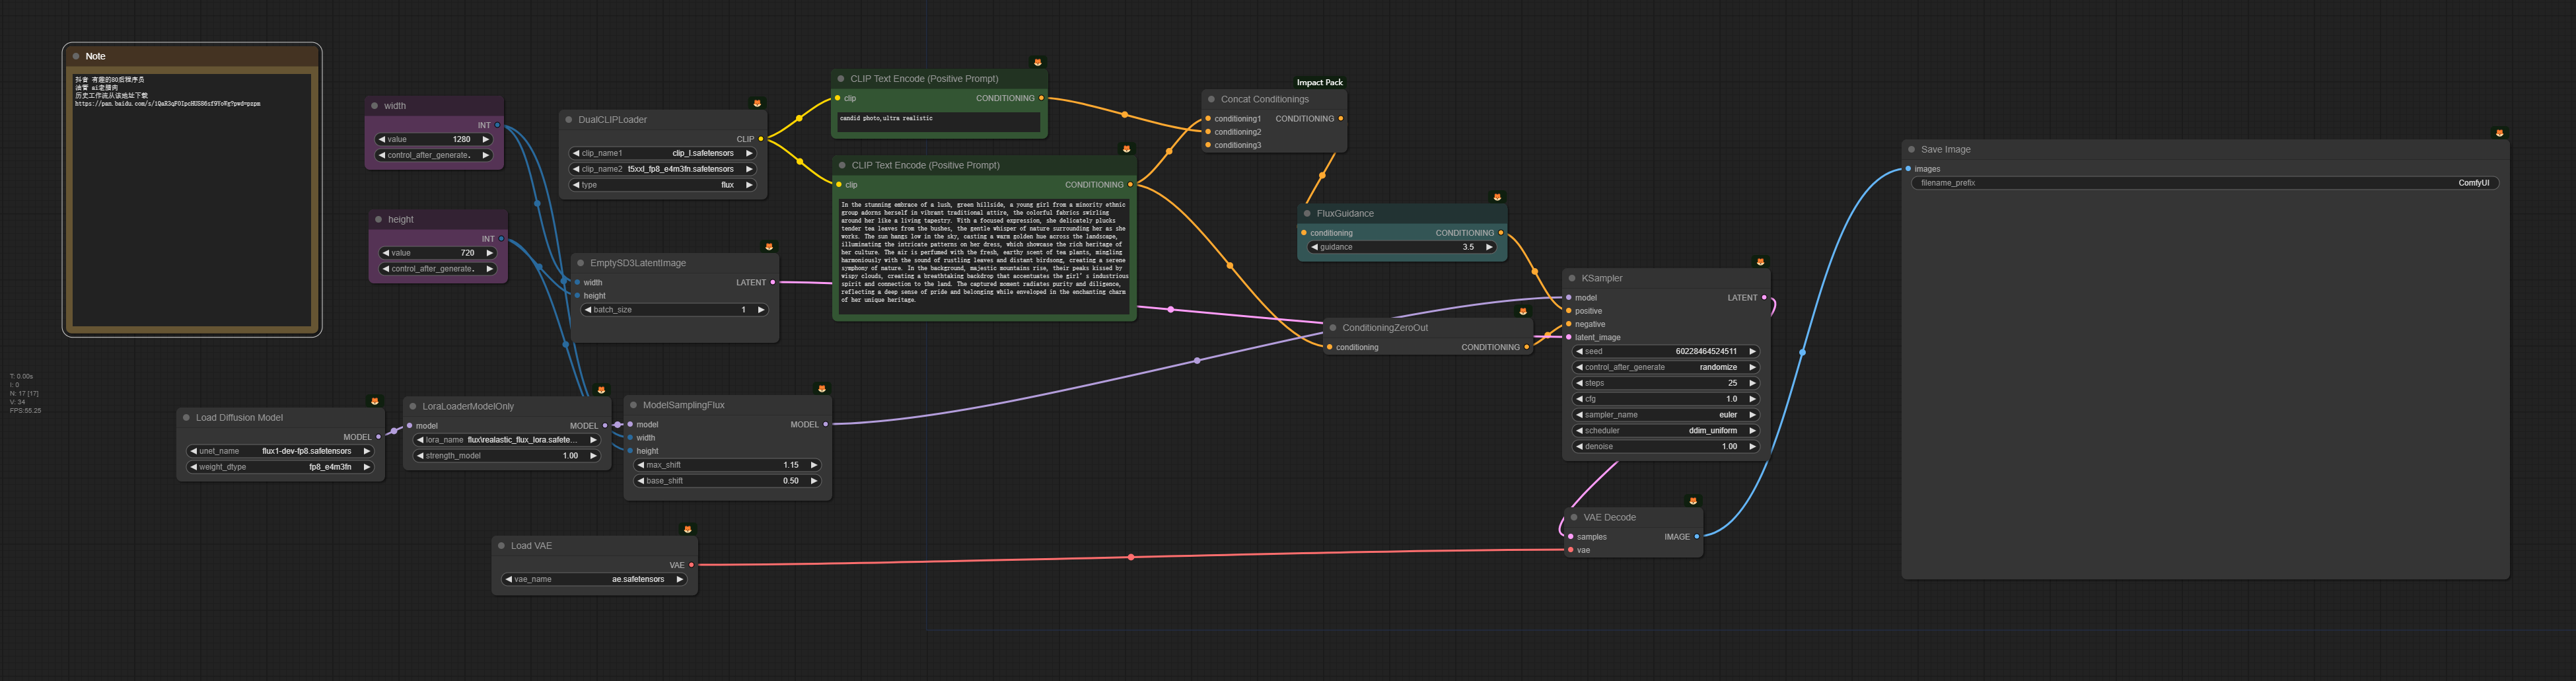 Note
抖音 有趣的80后程序员
油管 ai老腊肉
历史工作流从该地址下载
width
INT
value 1280
control_after_generate.
height
INT
value 720
control_after_generate.
T: 0.00s
I: 0
N: 17 [17]
V: 34
FPS:56.26
Load Diffusion Model
MODEL
unet_name flux1-dev-fp8.safetensors
weight_dtype fp8_e4m3fn
LoraLoaderModelOnly
model MODEL
lora_name flux\realastic_flux_lora.safete...
strength_model 1.00
ModelSamplingFlux
model MODEL
width
height
max_shift 1.15
base_shift 0.50
Load VAE
VAE
vae_name ae.safetensors
DualCLIPLoader
CLIP
clip_name1 clip_l.safetensors
clip_name2 t5xxl_fp8_e4m3fn.safetensors
type flux
EmptySD3LatentImage
width LATENT
height
batch_size 1
CLIP Text Encode (Positive Prompt)
clip CONDITIONING
candid photo,ultra realistic
CLIP Text Encode (Positive Prompt)
clip CONDITIONING
In the stunning embrace of a lush, green hillside, a young girl from a minority ethnic
group adorns herself in vibrant traditional attire, the colorful fabrics swirling
around her like a living tapestry. With a focused expression, she delicately plucks
tender tea leaves from the bushes, the gentle whisper of nature surrounding her as she
works. The sun hangs low in the sky, casting a warm golden hue across the landscape,
illuminating the intricate patterns on her dress, which showcase the rich heritage of
her culture. The air is perfumed with the fresh, earthy scent of tea plants, mingling
harmoniously with the sound of rustling leaves and distant birdsong, creating a serene
symphony of nature. In the background, majestic mountains rise, their peaks kissed by
wispy clouds, creating a breathtaking backdrop that accentuates the girl's industrious
spirit and connection to the land. The captured moment radiates purity and diligence,
reflecting a deep sense of pride and belonging while enveloped in the enchanting charm
of her unique heritage.
Impact Pack
Concat Conditionings
conditioning1 CONDITIONING
conditioning2
conditioning3
FluxGuidance
conditioning CONDITIONING
guidance 3.5
ConditioningZeroOut
conditioning CONDITIONING
KSampler
model LATENT
positive
negative
latent_image
seed 60228464524511
control_after_generate randomize
steps 25
cfg 1.0
sampler_name euler
scheduler ddim_uniform
denoise 1.00
VAE Decode
samples IMAGE
vae
Save Image
images
filename_prefix ComfyUI